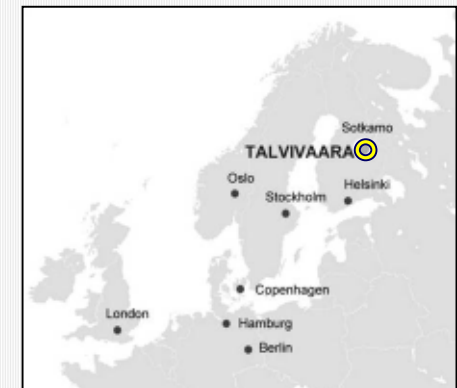 Sotkamo
TALVIVAARA
Oslo
Helsinki
Stockholm
Copenhagen
London
Hamburg
Berlin